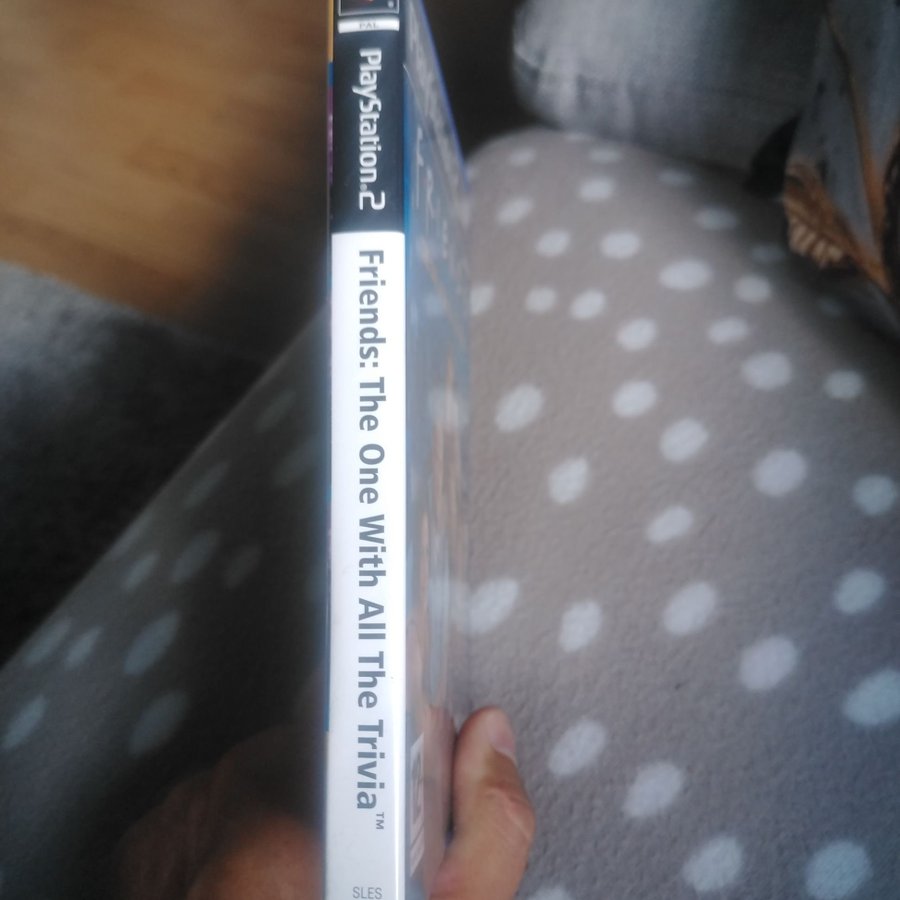 PAL
PlayStation.2
Friends: The One With All The Trivia™
SLES